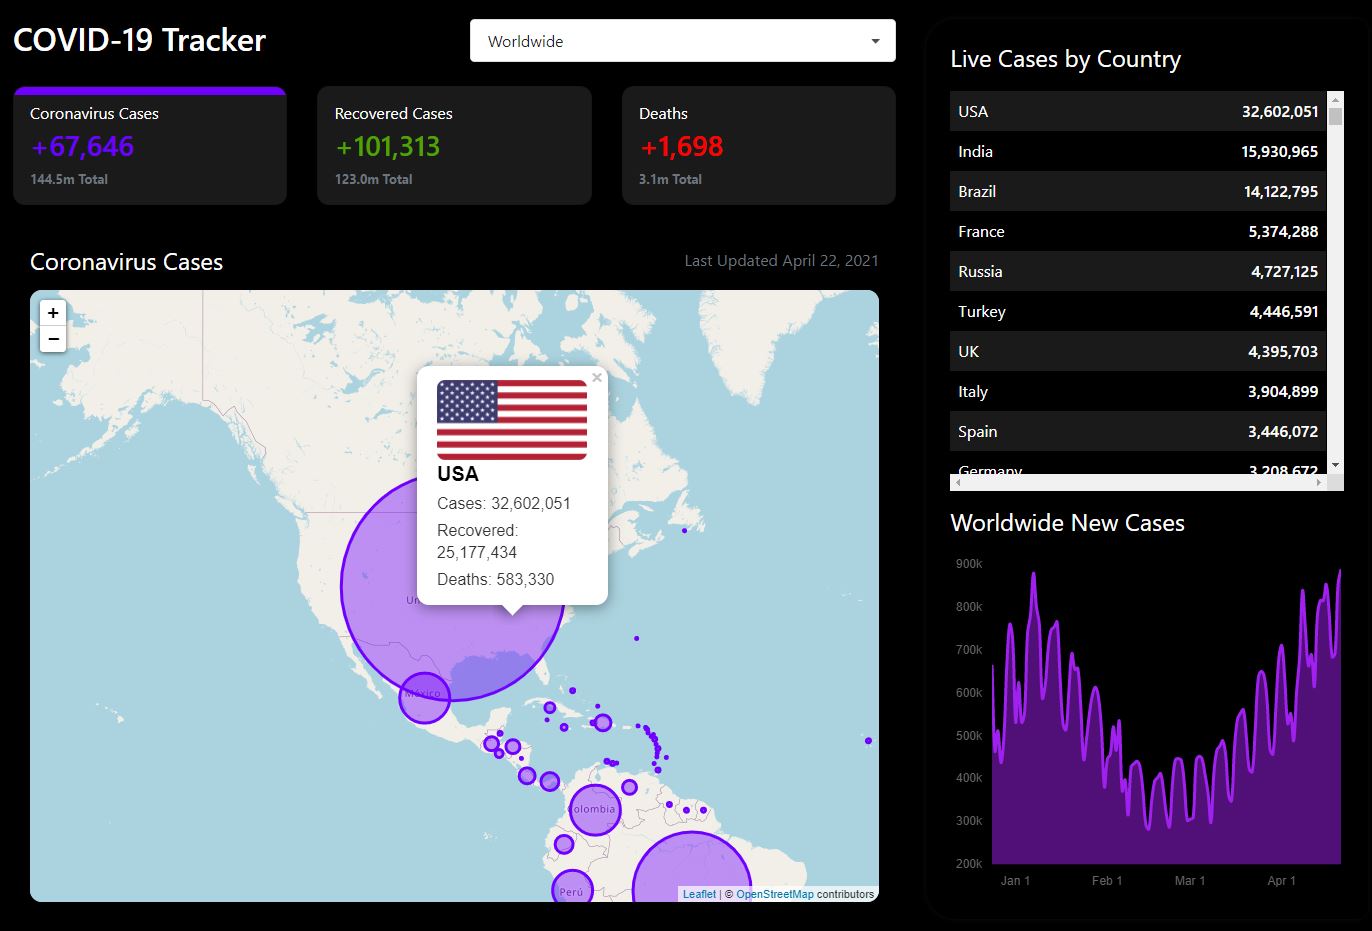 COVID-19 Tracker
Worldwide
Coronavirus Cases
+67,646
144.5m Total
Recovered Cases
+101,313
123.0m Total
Deaths
+1,698
3.1m Total
Coronavirus Cases
Last Updated April 22, 2021
+
−
×
USA
Cases: 32,602,051
Recovered:
25,177,434
Deaths: 583,330
México
olombia
Perú
Leaflet | © OpenStreetMap contributors
Live Cases by Country
USA 32,602,051
India 15,930,965
Brazil 14,122,795
France 5,374,288
Russia 4,727,125
Turkey 4,446,591
UK 4,395,703
Italy 3,904,899
Spain 3,446,072
Germany 3,208,672
Worldwide New Cases
900k
800k
700k
600k
500k
400k
300k
200k
Jan 1 Feb 1 Mar 1 Apr 1